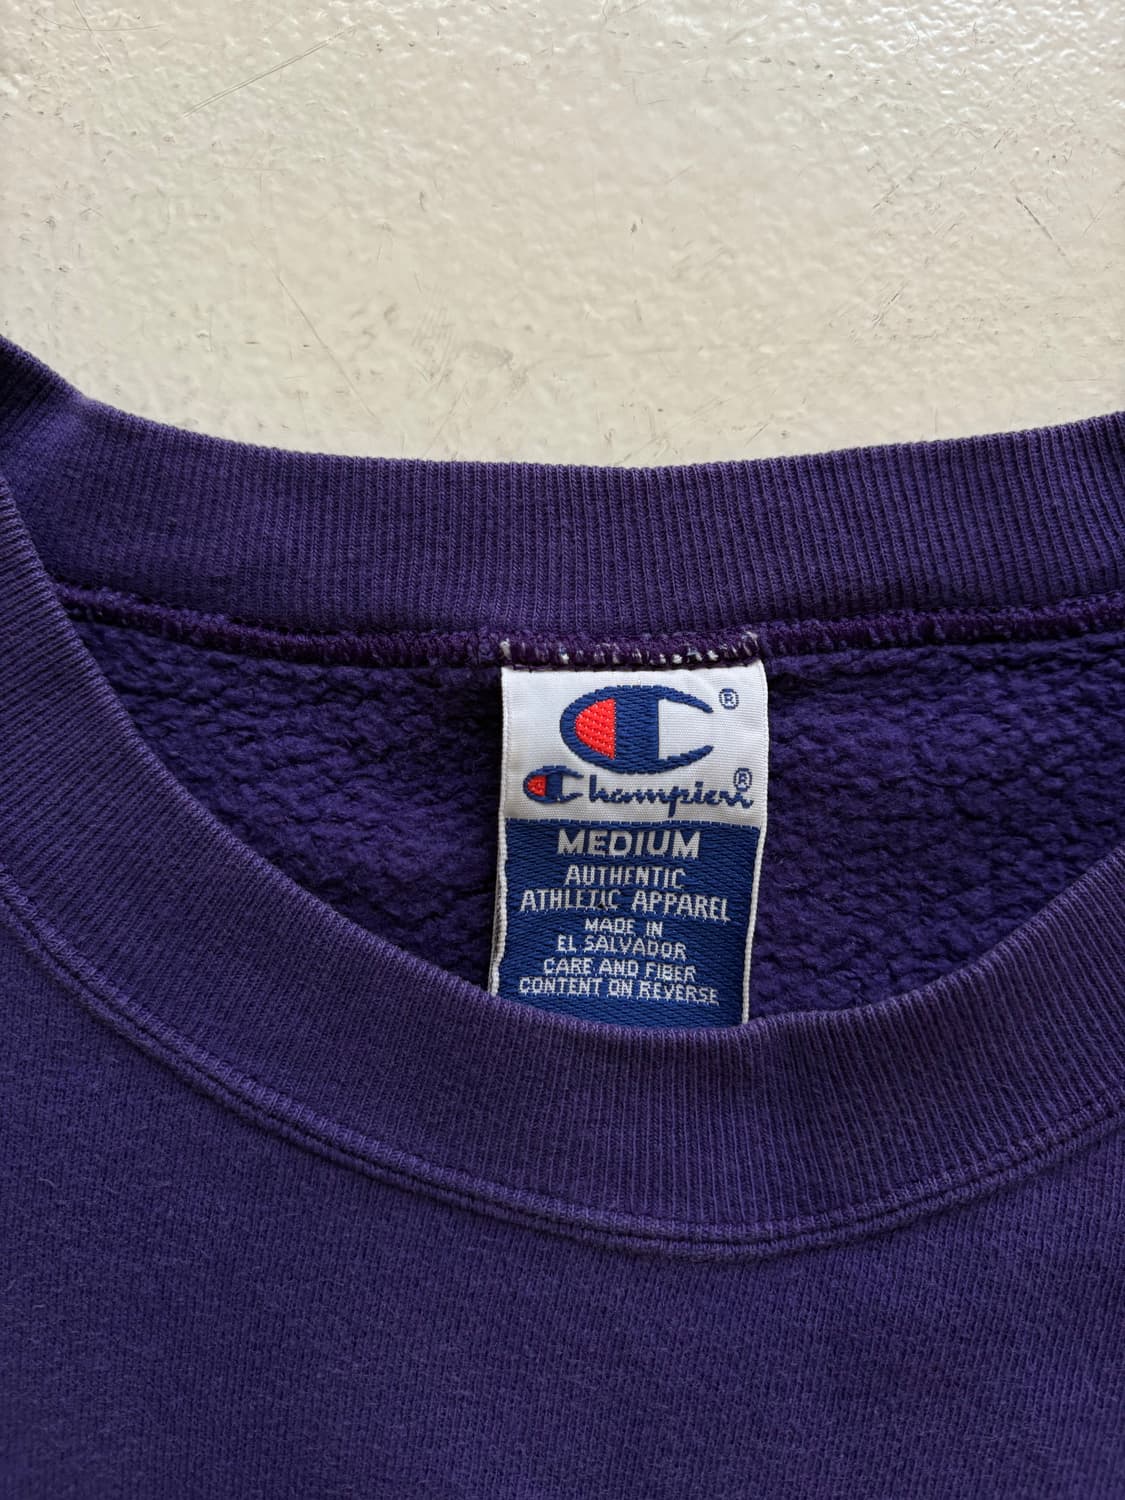 ®
Champion®
MEDIUM
AUTHENTIC
ATHLETIC APPAREL
MADE IN
EL SALVADOR
CARE AND FIBER
CONTENT ON REVERSE